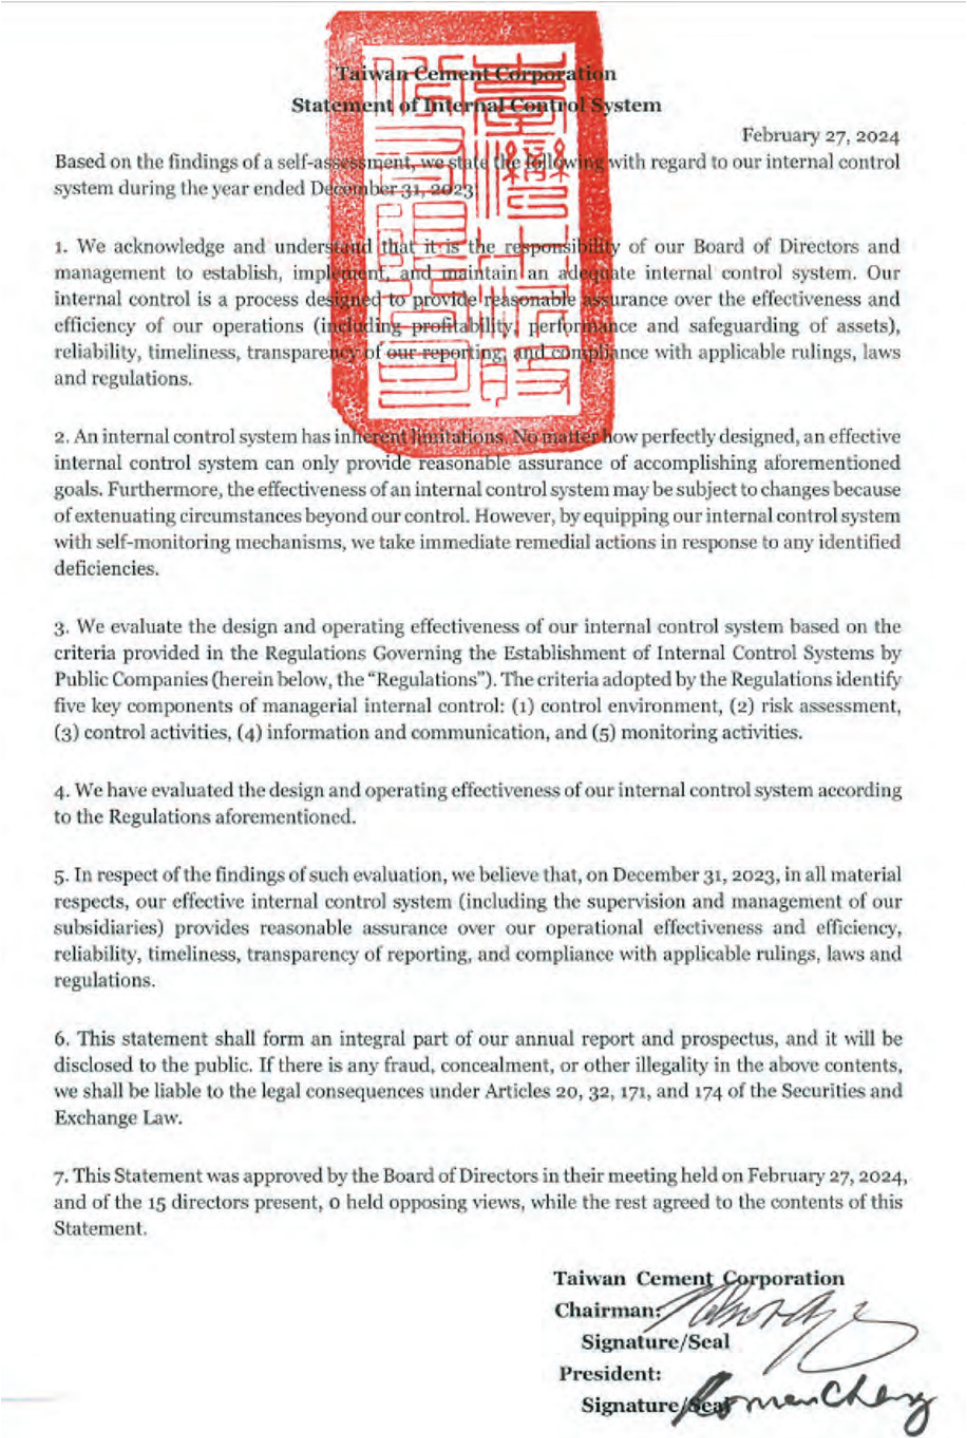 Taiwan Cement Corporation
Statement of Internal Control System
February 27, 2024
Based on the findings of a self-assessment, we state the following with regard to our internal control
system during the year ended December 31, 2023:
1. We acknowledge and understand that it is the responsibility of our Board of Directors and
management to establish, implement, and maintain an adequate internal control system. Our
internal control is a process designed to provide reasonable assurance over the effectiveness and
efficiency of our operations (including profitability, performance and safeguarding of assets),
reliability, timeliness, transparency of our reporting, and compliance with applicable rulings, laws
and regulations.
2. An internal control system has inherent limitations. No matter how perfectly designed, an effective
internal control system can only provide reasonable assurance of accomplishing aforementioned
goals. Furthermore, the effectiveness of an internal control system may be subject to changes because
of extenuating circumstances beyond our control. However, by equipping our internal control system
with self-monitoring mechanisms, we take immediate remedial actions in response to any identified
deficiencies.
3. We evaluate the design and operating effectiveness of our internal control system based on the
criteria provided in the Regulations Governing the Establishment of Internal Control Systems by
Public Companies (herein below, the “Regulations”). The criteria adopted by the Regulations identify
five key components of managerial internal control: (1) control environment, (2) risk assessment,
(3) control activities, (4) information and communication, and (5) monitoring activities.
4. We have evaluated the design and operating effectiveness of our internal control system according
to the Regulations aforementioned.
5. In respect of the findings of such evaluation, we believe that, on December 31, 2023, in all material
respects, our effective internal control system (including the supervision and management of our
subsidiaries) provides reasonable assurance over our operational effectiveness and efficiency,
reliability, timeliness, transparency of reporting, and compliance with applicable rulings, laws and
regulations.
6. This statement shall form an integral part of our annual report and prospectus, and it will be
disclosed to the public. If there is any fraud, concealment, or other illegality in the above contents,
we shall be liable to the legal consequences under Articles 20, 32, 171, and 174 of the Securities and
Exchange Law.
7. This Statement was approved by the Board of Directors in their meeting held on February 27, 2024,
and of the 15 directors present, 0 held opposing views, while the rest agreed to the contents of this
Statement.
Taiwan Cement Corporation
Chairman:
Signature/Seal
President:
Signature/Seal
Roman Cheng